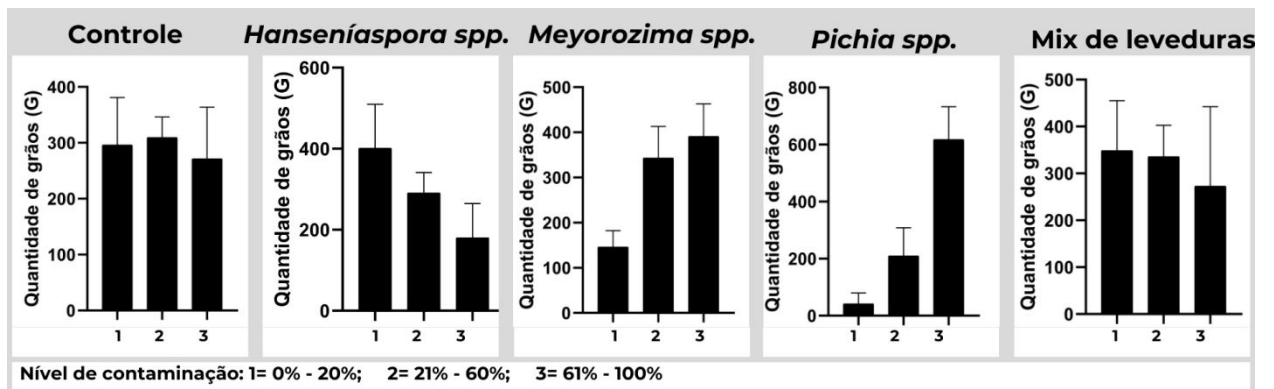 Controle
Hanseníaspora spp.
Meyorozima spp.
Pichia spp.
Mix de leveduras
Quantidade de grãos (G)
400
300
200
100
0
1 2 3
Quantidade de grãos (G)
600
400
200
0
1 2 3
Quantidade de grãos (G)
500
400
300
200
100
0
1 2 3
Quantidade de grãos (G)
800
600
400
200
0
1 2 3
Quantidade de grãos (G)
500
400
300
200
100
0
1 2 3
Nível de contaminação: 1= 0% - 20%; 2= 21% - 60%; 3= 61% - 100%